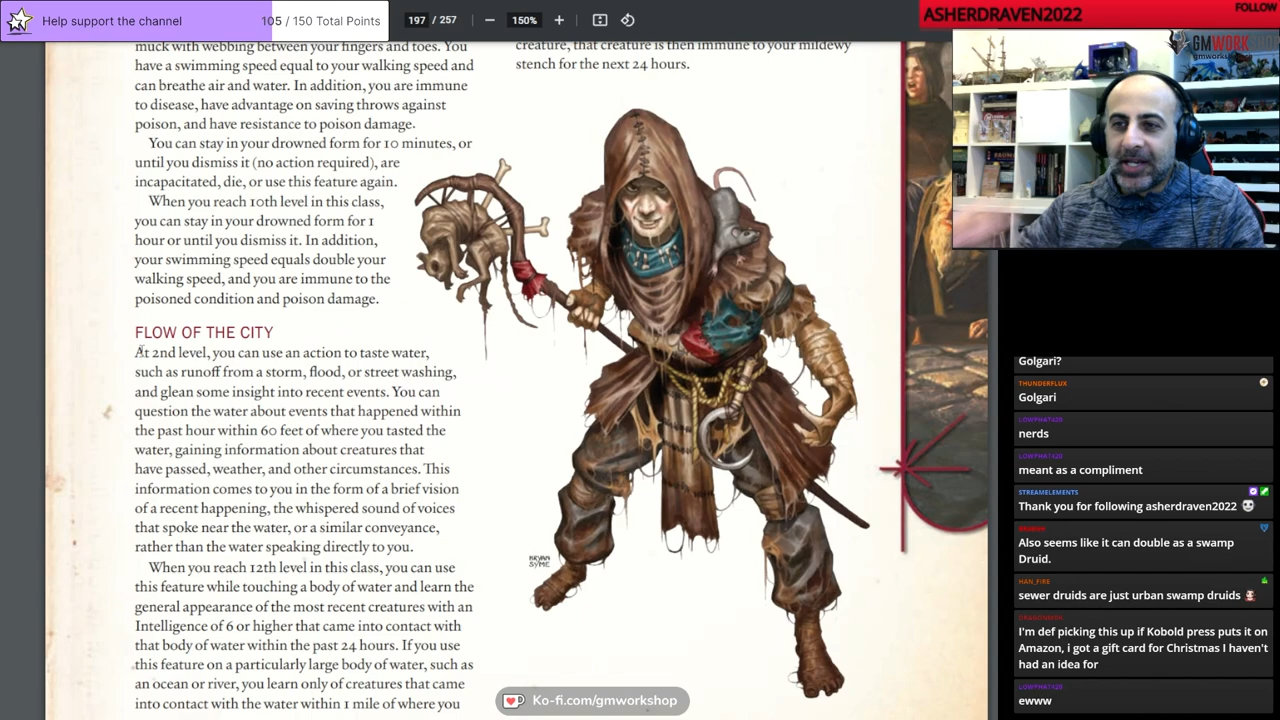 Help support the channel
105 / 150 Total Points
197 / 257
150%
ASHERDRAVEN2022
FOLLOW
GMWORKSHOP
muck with webbing between your fingers and toes. You
have a swimming speed equal to your walking speed and
can breathe air and water. In addition, you are immune
to disease, have advantage on saving throws against
poison, and have resistance to poison damage.
You can stay in your drowned form for 10 minutes, or
until you dismiss it (no action required), are
incapacitated, die, or use this feature again.
When you reach 10th level in this class,
you can stay in your drowned form for 1
hour or until you dismiss it. In addition,
your swimming speed equals double your
walking speed, and you are immune to the
poisoned condition and poison damage.
FLOW OF THE CITY
At 2nd level, you can use an action to taste water,
such as runoff from a storm, flood, or street washing,
and glean some insight into recent events. You can
question the water about events that happened within
the past hour within 60 feet of where you tasted the
water, gaining information about creatures that
have passed, weather, and other circumstances. This
information comes to you in the form of a brief vision
of a recent happening, the whispered sound of voices
that spoke near the water, or a similar conveyance,
rather than the water speaking directly to you.
When you reach 12th level in this class, you can use
this feature while touching a body of water and learn the
general appearance of the most recent creatures with an
Intelligence of 6 or higher that came into contact with
that body of water within the past 24 hours. If you use
this feature on a particularly large body of water, such as
an ocean or river, you learn only of creatures that came
into contact with the water within 1 mile of where you
creature, that creature is then immune to your mildewy
stench for the next 24 hours.
BRYAN
SYME
Ko-fi.com/gmworkshop
Golgari?
THUNDERFLUX
Golgari
LOWPHAT420
nerds
LOWPHAT420
meant as a compliment
STREAMELEMENTS
Thank you for following asherdraven2022
Also seems like it can double as a swamp
Druid.
HAN_FIRE
sewer druids are just urban swamp druids
I'm def picking this up if Kobold press puts it on
Amazon, i got a gift card for Christmas I haven't
had an idea for
LOWPHAT420
ewww